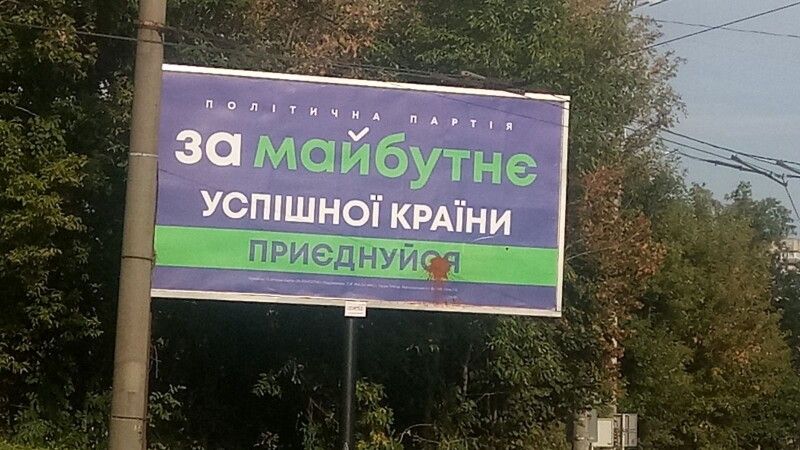 ПОЛІТИЧНА ПАРТІЯ
за майбутнє
УСПІШНОЇ КРАЇНИ
ПРИЄДНУЙСЯ